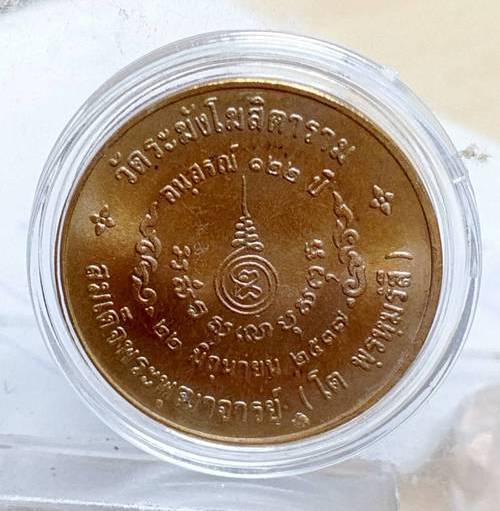 วัดระฆังโฆสิตาราม
อนุสรณ์ ๑๒๒ ปี
๒๒ มิถุนายน ๒๕๓๗
สมเด็จพระพุฒาจารย์ (โต พฺรหฺมรํสี)